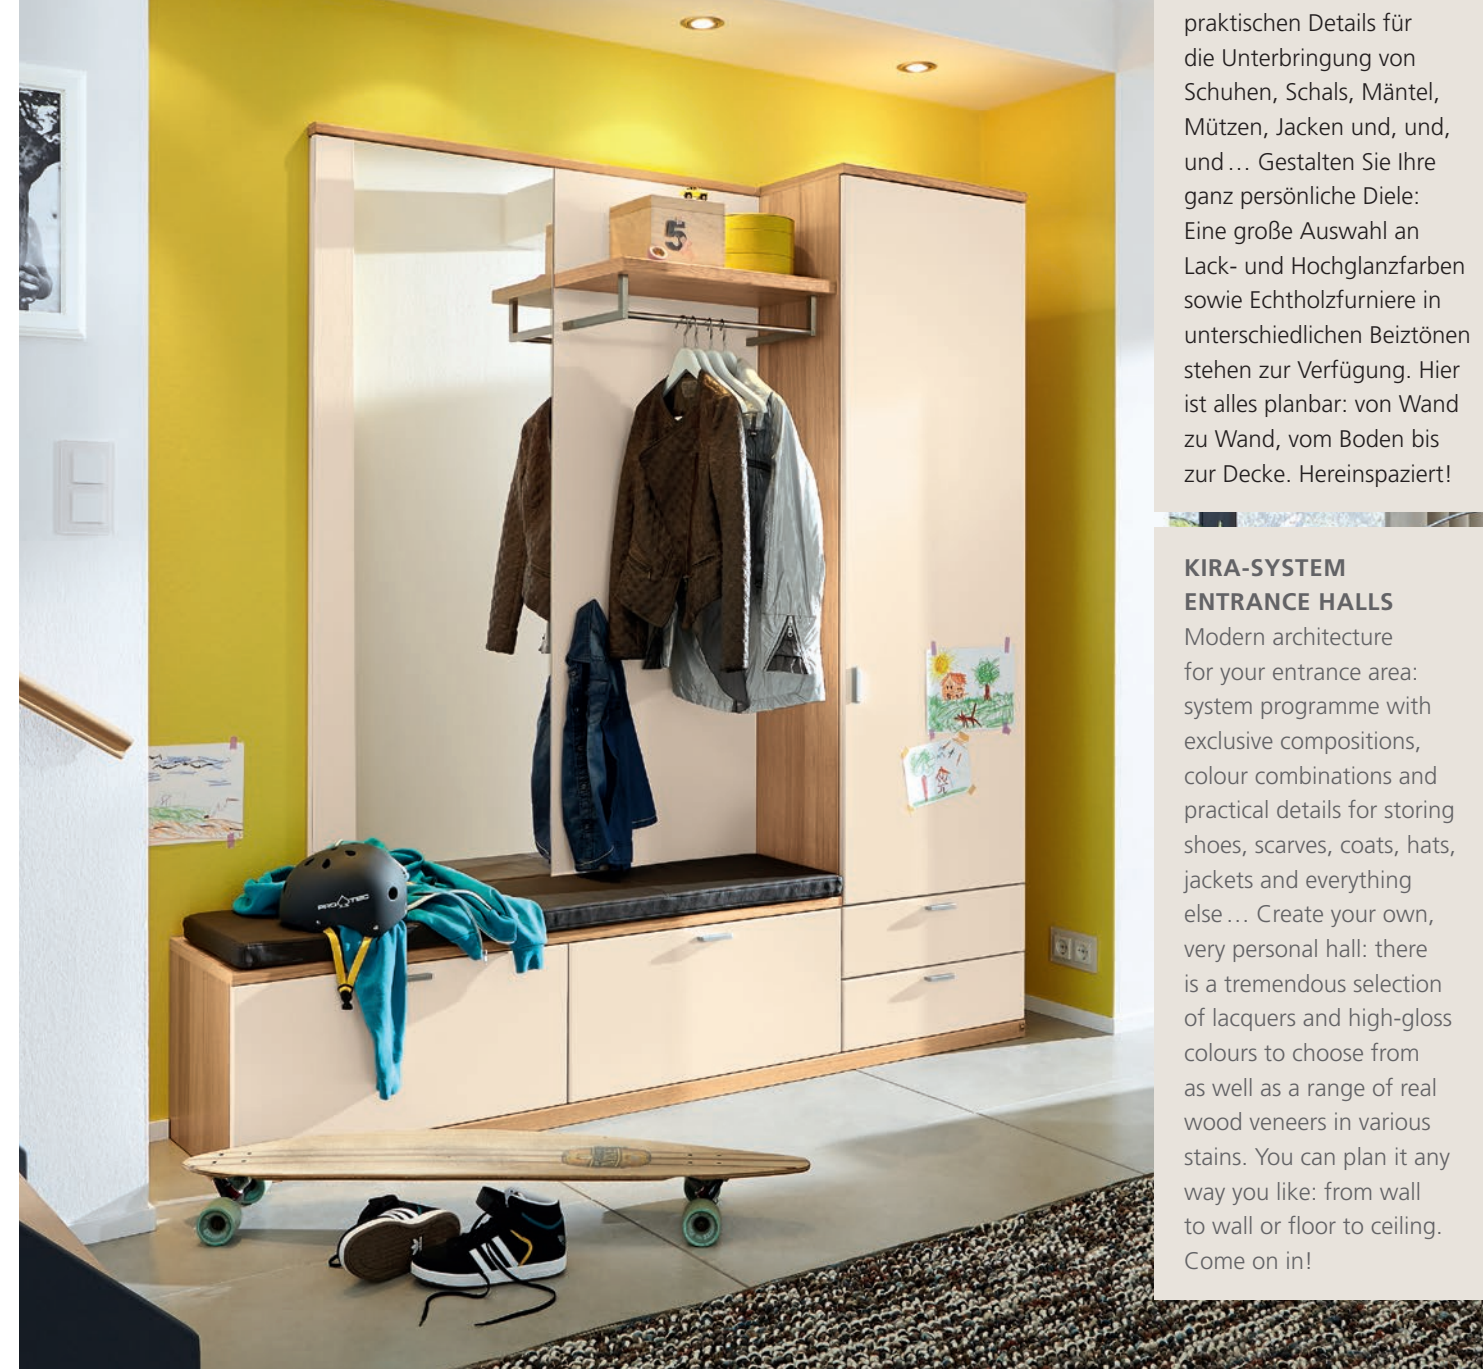 praktischen Details für
die Unterbringung von
Schuhen, Schals, Mäntel,
Mützen, Jacken und, und,
und … Gestalten Sie Ihre
ganz persönliche Diele:
Eine große Auswahl an
Lack- und Hochglanzfarben
sowie Echtholzfurniere in
unterschiedlichen Beiztönen
stehen zur Verfügung. Hier
ist alles planbar: von Wand
zu Wand, vom Boden bis
zur Decke. Hereinspaziert!
KIRA-SYSTEM
ENTRANCE HALLS
Modern architecture
for your entrance area:
system programme with
exclusive compositions,
colour combinations and
practical details for storing
shoes, scarves, coats, hats,
jackets and everything
else … Create your own,
very personal hall: there
is a tremendous selection
of lacquers and high-gloss
colours to choose from
as well as a range of real
wood veneers in various
stains. You can plan it any
way you like: from wall
to wall or floor to ceiling.
Come on in!
5
PRO TEC